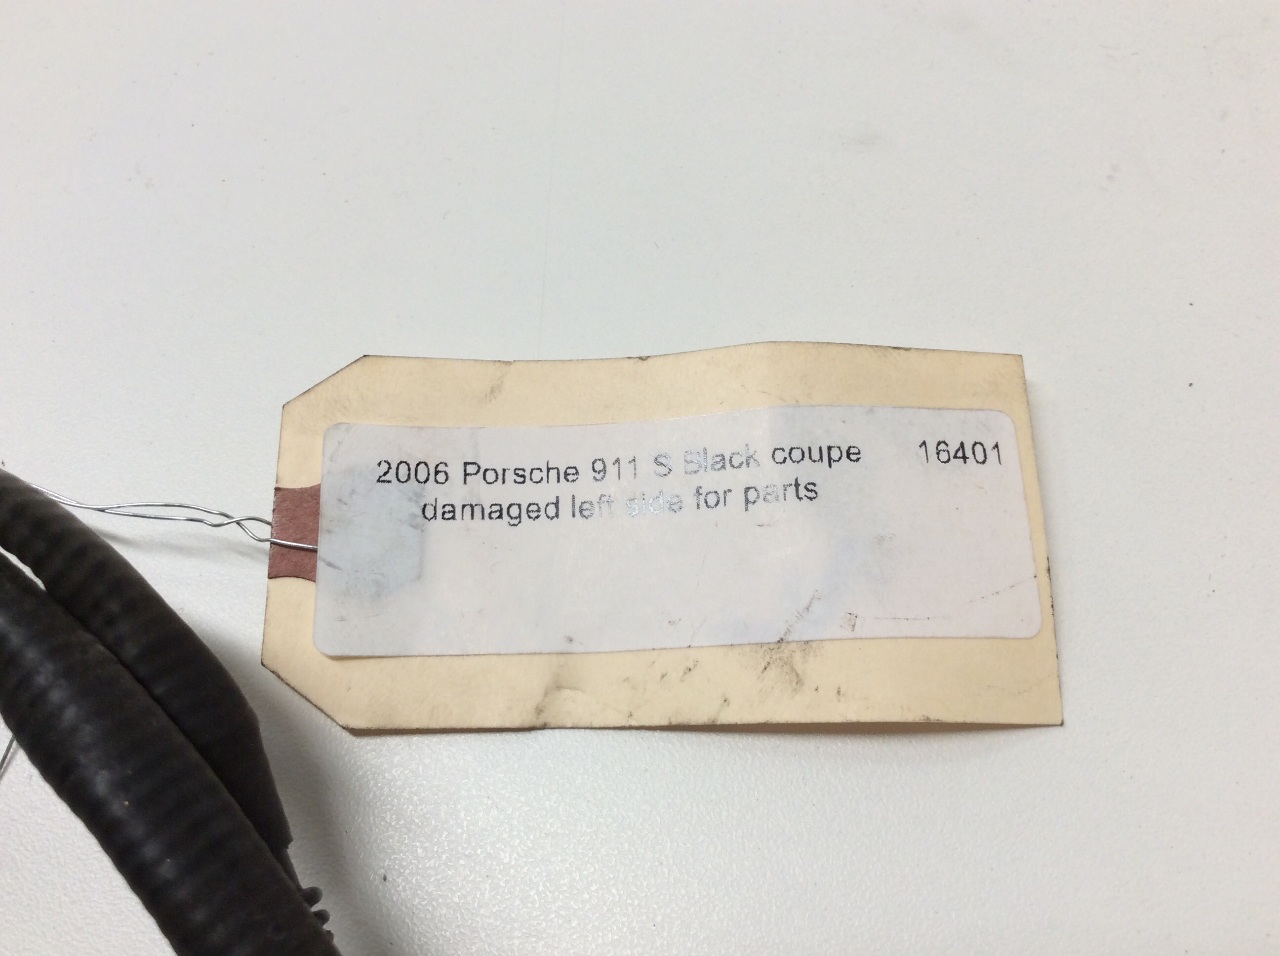 2006 Porsche 911 S Black coupe 16401
damaged left side for parts